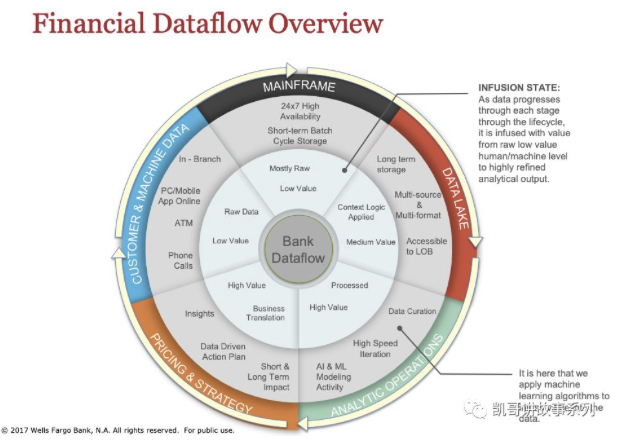 Financial Dataflow Overview
MAINFRAME
24x7 High
Availability
Short-term Batch
Cycle Storage
Mostly Raw
Low Value
INFUSION STATE:
As data progresses
through each stage
through the lifecycle,
it is infused with value
from raw low value
human/machine level
to highly refined
analytical output.
DATA LAKE
Long term
storage
Multi-source
&
Multi-format
Accessible
to LOB
Context Logic
Applied
Medium Value
CUSTOMER & MACHINE DATA
In - Branch
PC/Mobile
App Online
ATM
Phone
Calls
Raw Data
Low Value
Bank
Dataflow
High Value
Business
Translation
Processed
High Value
Insights
Data Driven
Action Plan
Short &
Long Term
Impact
PRICING & STRATEGY
Data Curation
High Speed
Iteration
AI & ML
Modeling
Activity
ANALYTIC OPERATIONS
It is here that we
apply machine
learning algorithms to
the
data.
凯哥讲故事系列
© 2017 Wells Fargo Bank, N.A. All rights reserved. For public use.